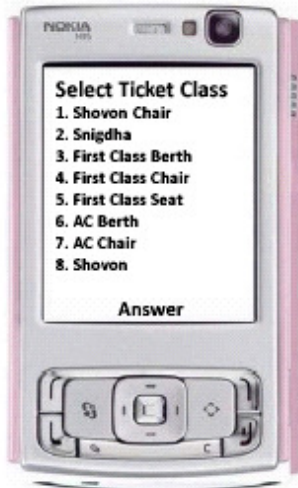 NOKIA
N95
Select Ticket Class
1. Shovon Chair
2. Snigdha
3. First Class Berth
4. First Class Chair
5. First Class Seat
6. AC Berth
7. AC Chair
8. Shovon
Answer
C